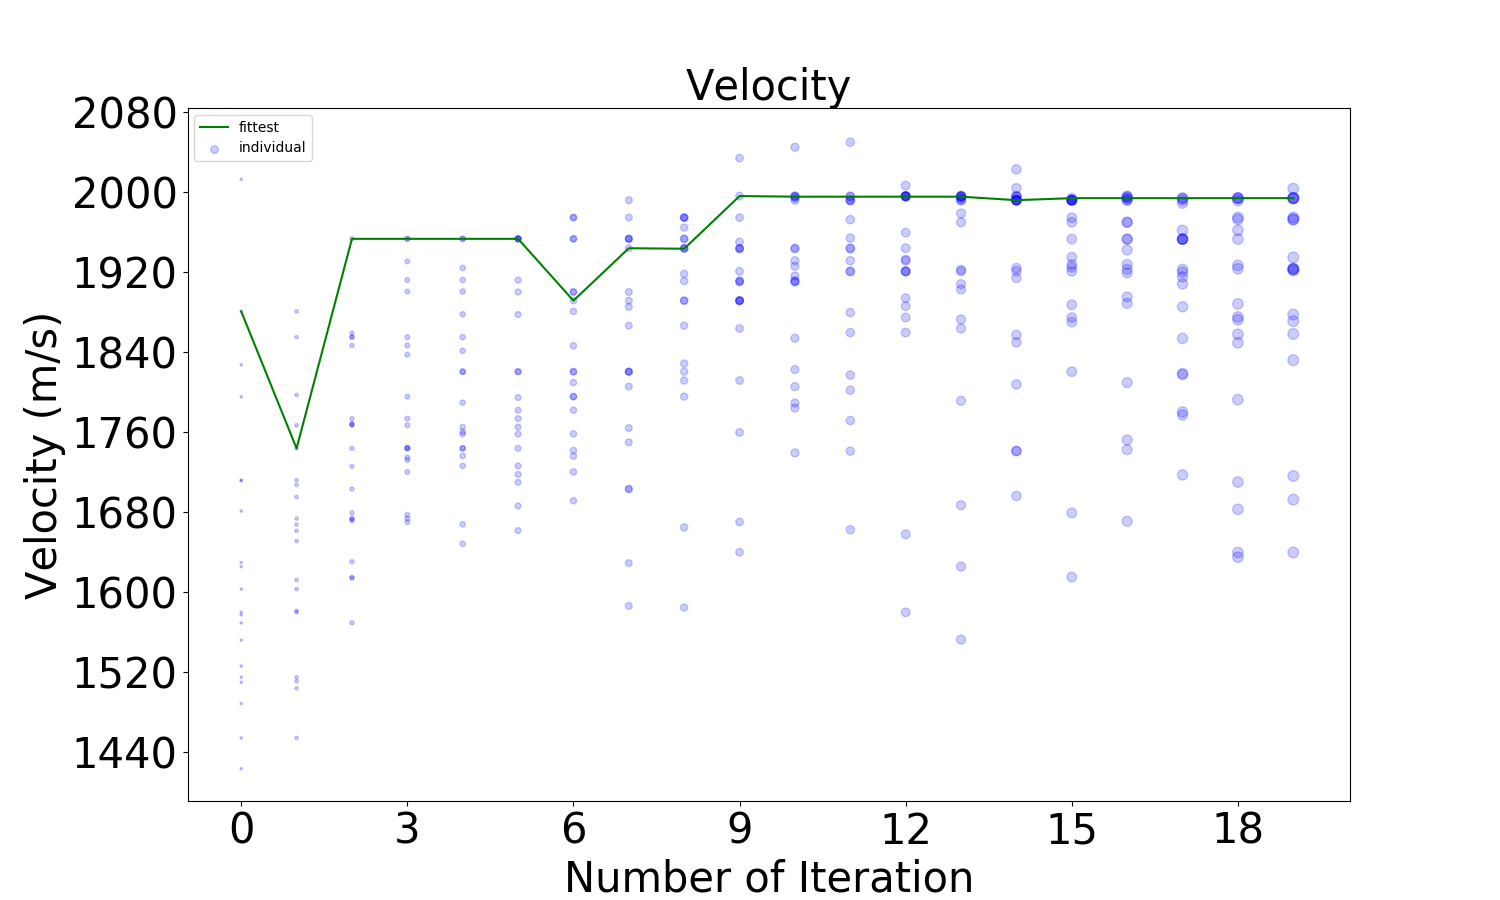 Velocity
fittest
individual
Velocity (m/s)
2080
2000
1920
1840
1760
1680
1600
1520
1440
0 3 6 9 12 15 18
Number of Iteration